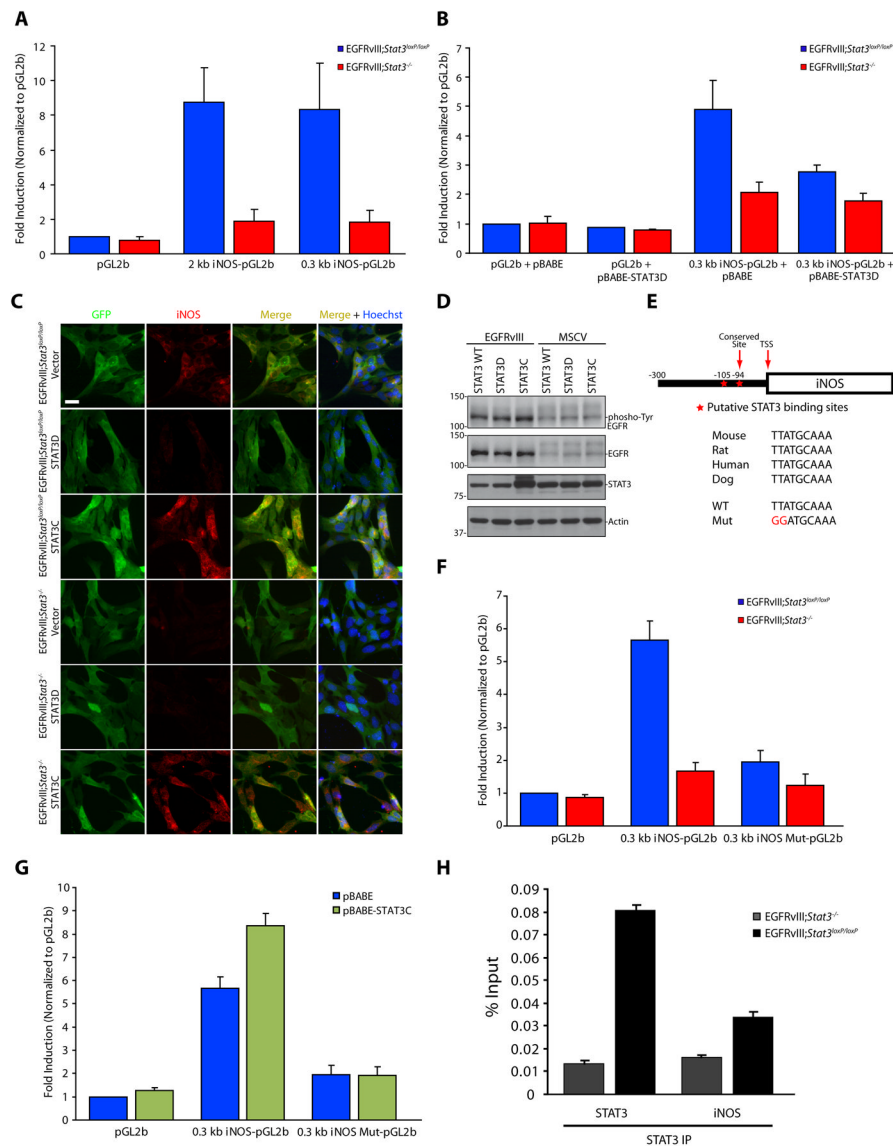 A
Fold Induction (Normalized to pGL2b)
12
10
8
6
4
2
0
EGFRvIII;Stat3loxP/loxP
EGFRvIII;Stat3-/-
pGL2b
2 kb iNOS-pGL2b
0.3 kb iNOS-pGL2b
B
Fold Induction (Normalized to pGL2b)
7
6
5
4
3
2
1
0
EGFRvIII;Stat3loxP/loxP
EGFRvIII;Stat3-/-
pGL2b + pBABE
pGL2b +
pBABE-STAT3D
0.3 kb iNOS-pGL2b +
pBABE
0.3 kb iNOS-pGL2b +
pBABE-STAT3D
C
GFP
iNOS
Merge
Merge + Hoechst
EGFRvIII;Stat3loxP/loxP
Vector
EGFRvIII;Stat3loxP/loxP
STAT3D
EGFRvIII;Stat3loxP/loxP
STAT3C
EGFRvIII;Stat3-/-
Vector
EGFRvIII;Stat3-/-
STAT3D
EGFRvIII;Stat3-/-
STAT3C
D
EGFRvIII
MSCV
STAT3 WT
STAT3D
STAT3C
STAT3 WT
STAT3D
STAT3C
150-
100-
phosho-Tyr
EGFR
150-
100-
-EGFR
75-
-STAT3
37-
-Actin
E
Conserved
Site
TSS
-300
-105
-94
iNOS
Putative STAT3 binding sites
Mouse TTATGCAAA
Rat TTATGCAAA
Human TTATGCAAA
Dog TTATGCAAA
WT TTATGCAAA
Mut GGATGCAAA
F
Fold Induction (Normalized to pGL2b)
7
6
5
4
3
2
1
0
EGFRvIII;Stat3loxP/loxP
EGFRvIII;Stat3-/-
pGL2b
0.3 kb iNOS-pGL2b
0.3 kb iNOS Mut-pGL2b
G
Fold Induction (Normalized to pGL2b)
10
9
8
7
6
5
4
3
2
1
0
pBABE
pBABE-STAT3C
pGL2b
0.3 kb iNOS-pGL2b
0.3 kb iNOS Mut-pGL2b
H
% Input
0.09
0.08
0.07
0.06
0.05
0.04
0.03
0.02
0.01
0
EGFRvIII;Stat3-/-
EGFRvIII;Stat3loxP/loxP
STAT3
iNOS
STAT3 IP